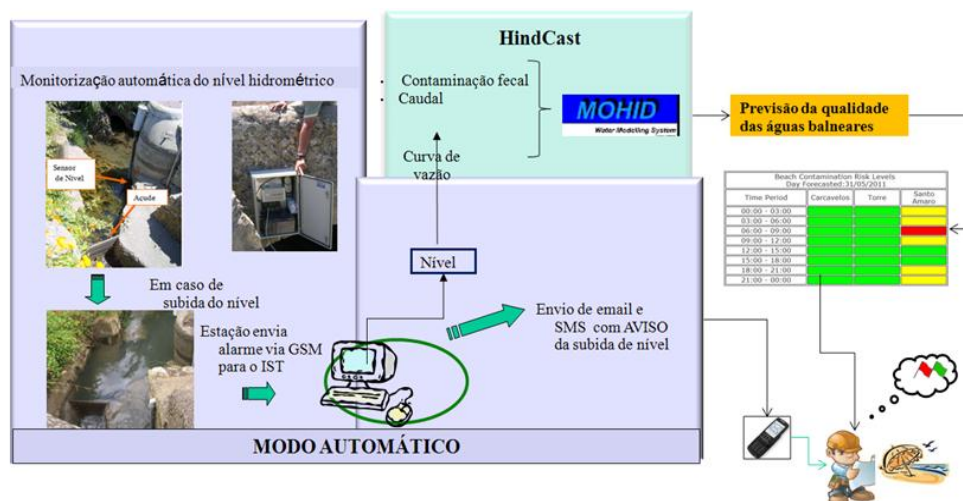 HindCast
Monitorização automática do nível hidrométrico
Sensor
de Nível
Açude
Em caso de
subida do nível
Estação envia
alarme via GSM
para o IST
· Contaminação fecal
· Caudal
MOHID
Water Modelling System
Curva de
vazão
Nível
Envio de email e
SMS com AVISO
da subida de nível
MODO AUTOMÁTICO
Previsão da qualidade
das águas balneares
Beach Contamination Risk Levels
Day Forecasted:31/05/2011
Time Period Carcavelos Torre Santo
Amaro
00:00 - 03:00
03:00 - 06:00
06:00 - 09:00
09:00 - 12:00
12:00 - 15:00
15:00 - 18:00
18:00 - 21:00
21:00 - 00:00